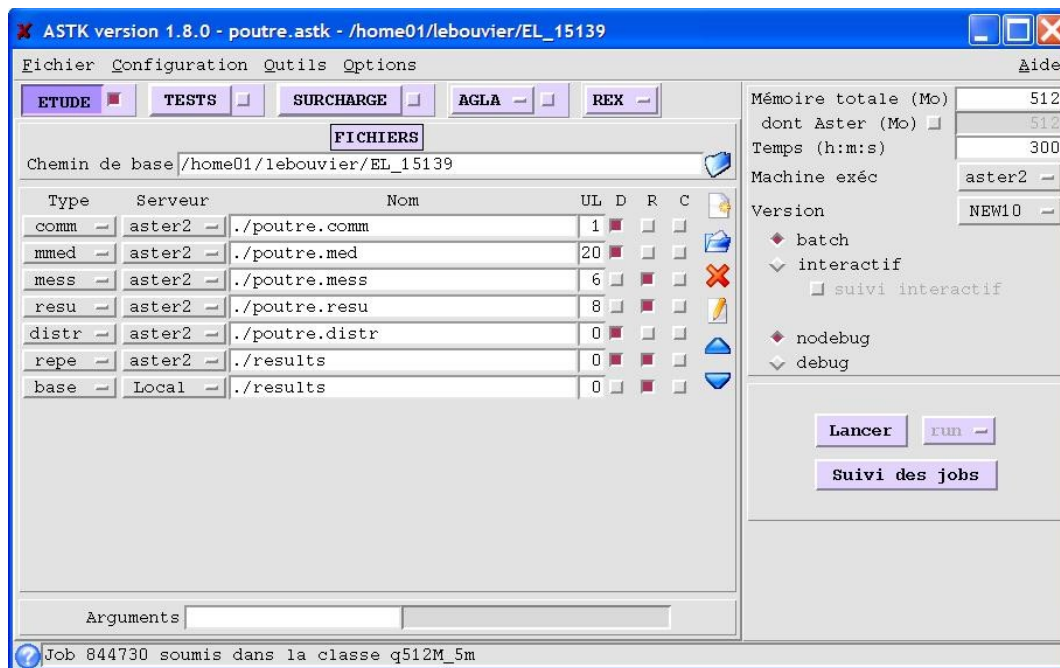 ASTK version 1.8.0 - poutre.astk - /home01/lebouvier/EL_15139
Fichier Configuration Outils Options Aide
ETUDE TESTS SURCHARGE AGLA REX
FICHIERS
Chemin de base /home01/lebouvier/EL_15139
Type Serveur Nom UL D R C
comm aster2 ./poutre.comm 1
mmed aster2 ./poutre.med 20
mess aster2 ./poutre.mess 6
resu aster2 ./poutre.resu 8
distr aster2 ./poutre.distr 0
repe aster2 ./results 0
base Local ./results 0
Arguments
Mémoire totale (Mo) 512
dont Aster (Mo) 512
Temps (h:m:s) 300
Machine exéc aster2
Version NEW10
batch
interactif
suivi interactif
nodebug
debug
Lancer run
Suivi des jobs
Job 844730 soumis dans la classe q512M_5m